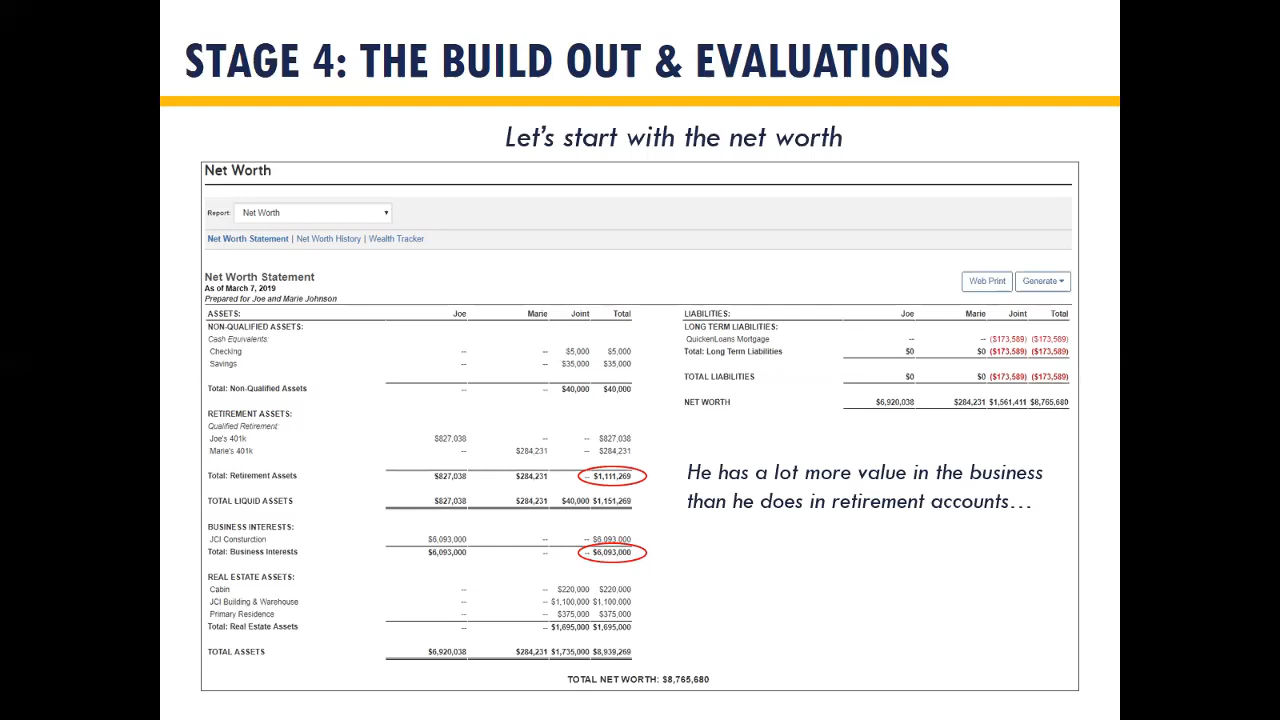 STAGE 4: THE BUILD OUT & EVALUATIONS
Let's start with the net worth
Net Worth
Report: Net Worth
Net Worth Statement | Net Worth History | Wealth Tracker
Net Worth Statement
As of March 7, 2019
Prepared for Joe and Marie Johnson
Web Print Generate
ASSETS: Joe Marie Joint Total
NON-QUALIFIED ASSETS:
Cash Equivalents:
Checking -- -- $5,000 $5,000
Savings -- -- $35,000 $35,000
Total: Non-Qualified Assets -- -- $40,000 $40,000
RETIREMENT ASSETS:
Qualified Retirement:
Joe's 401k $827,038 -- -- $827,038
Marie's 401k -- $284,231 -- $284,231
Total: Retirement Assets $827,038 $284,231 -- $1,111,269
TOTAL LIQUID ASSETS $827,038 $284,231 $40,000 $1,151,269
BUSINESS INTERESTS:
JCI Consturction $6,093,000 -- -- $6,093,000
Total: Business Interests $6,093,000 -- -- $6,093,000
REAL ESTATE ASSETS:
Cabin -- -- $220,000 $220,000
JCI Building & Warehouse -- -- $1,100,000 $1,100,000
Primary Residence -- -- $375,000 $375,000
Total: Real Estate Assets -- -- $1,695,000 $1,695,000
TOTAL ASSETS $6,920,038 $284,231 $1,735,000 $8,939,269
LIABILITIES: Joe Marie Joint Total
LONG TERM LIABILITIES:
QuickenLoans Mortgage -- -- ($173,589) ($173,589)
Total: Long Term Liabilities $0 $0 ($173,589) ($173,589)
TOTAL LIABILITIES $0 $0 ($173,589) ($173,589)
NET WORTH $6,920,038 $284,231 $1,561,411 $8,765,680
He has a lot more value in the business
than he does in retirement accounts...
TOTAL NET WORTH: $8,765,680